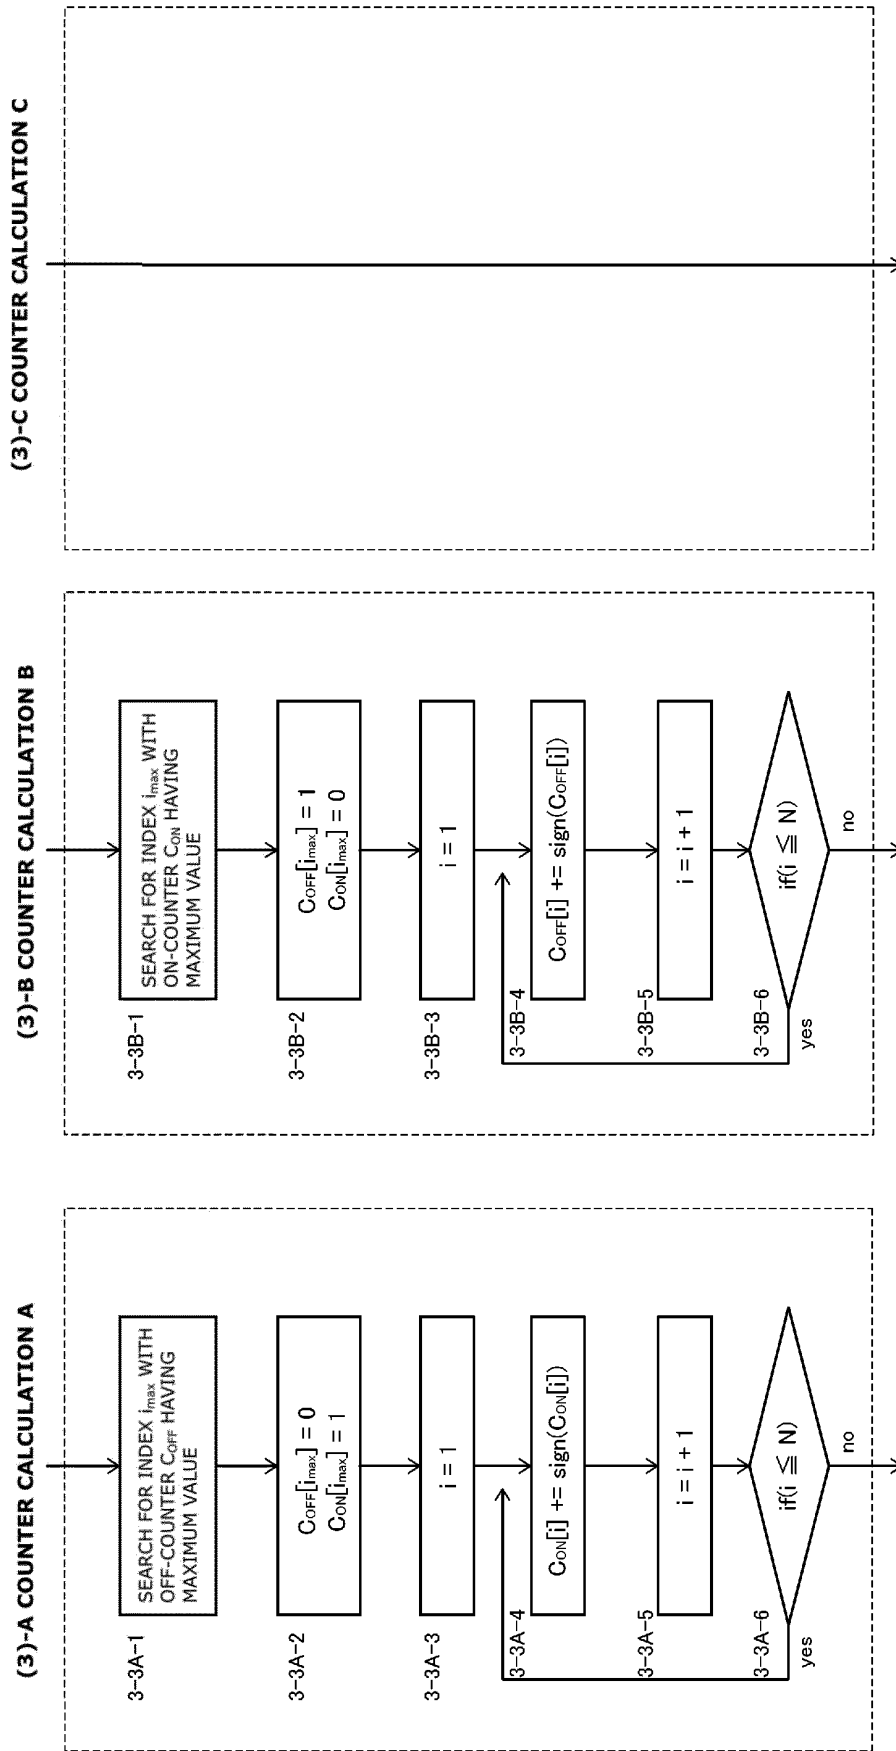 (3)-A COUNTER CALCULATION A
3-3A-1
SEARCH FOR INDEX imax WITH
OFF-COUNTER COFF HAVING
MAXIMUM VALUE
3-3A-2
COFF[imax] = 0
CON[imax] = 1
3-3A-3
i = 1
3-3A-4
CON[i] += sign(CON[i])
3-3A-5
i = i + 1
3-3A-6
if(i ≦ N)
yes
no
(3)-B COUNTER CALCULATION B
3-3B-1
SEARCH FOR INDEX imax WITH
ON-COUNTER CON HAVING
MAXIMUM VALUE
3-3B-2
COFF[imax] = 1
CON[imax] = 0
3-3B-3
i = 1
3-3B-4
COFF[i] += sign(COFF[i])
3-3B-5
i = i + 1
3-3B-6
if(i ≦ N)
yes
no
(3)-C COUNTER CALCULATION C